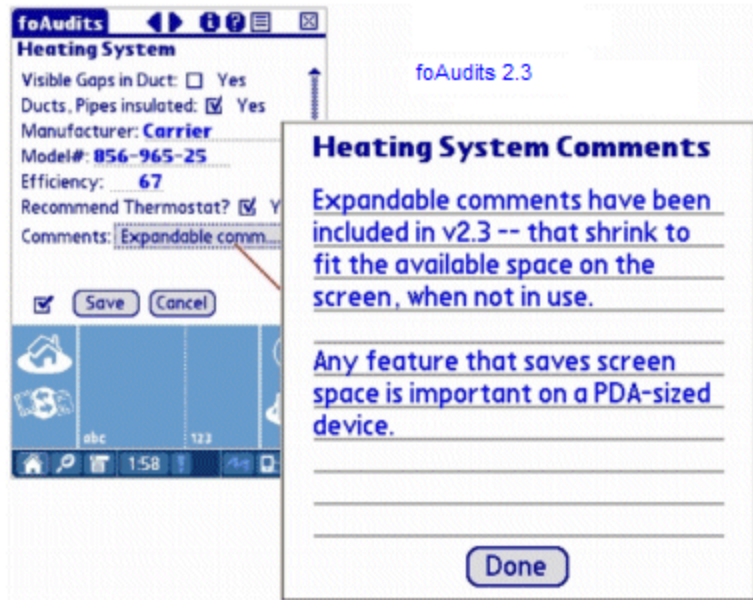 foAudits
Heating System
Visible Gaps in Duct: Yes
Ducts, Pipes insulated: Yes
Manufacturer: Carrier
Model#: 856-965-25
Efficiency: 67
Recommend Thermostat? Y
Comments: Expandable comm...
Save Cancel
abc 123
1:58
foAudits 2.3
Heating System Comments
Expandable comments have been
included in v2.3 -- that shrink to
fit the available space on the
screen, when not in use.
Any feature that saves screen
space is important on a PDA-sized
device.
Done